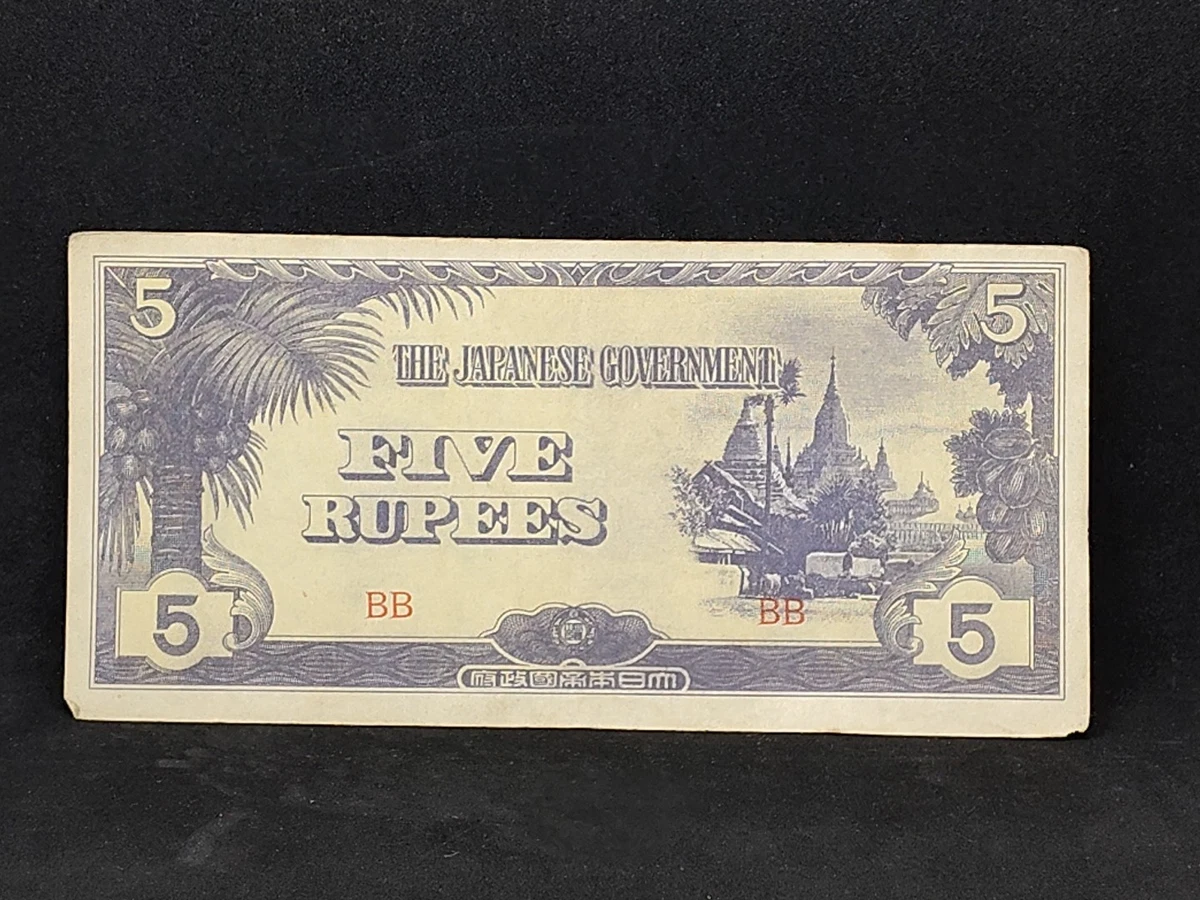 5 5
THE JAPANESE GOVERNMENT
FIVE
RUPEES
BB BB
5 5
府政國帝本日大